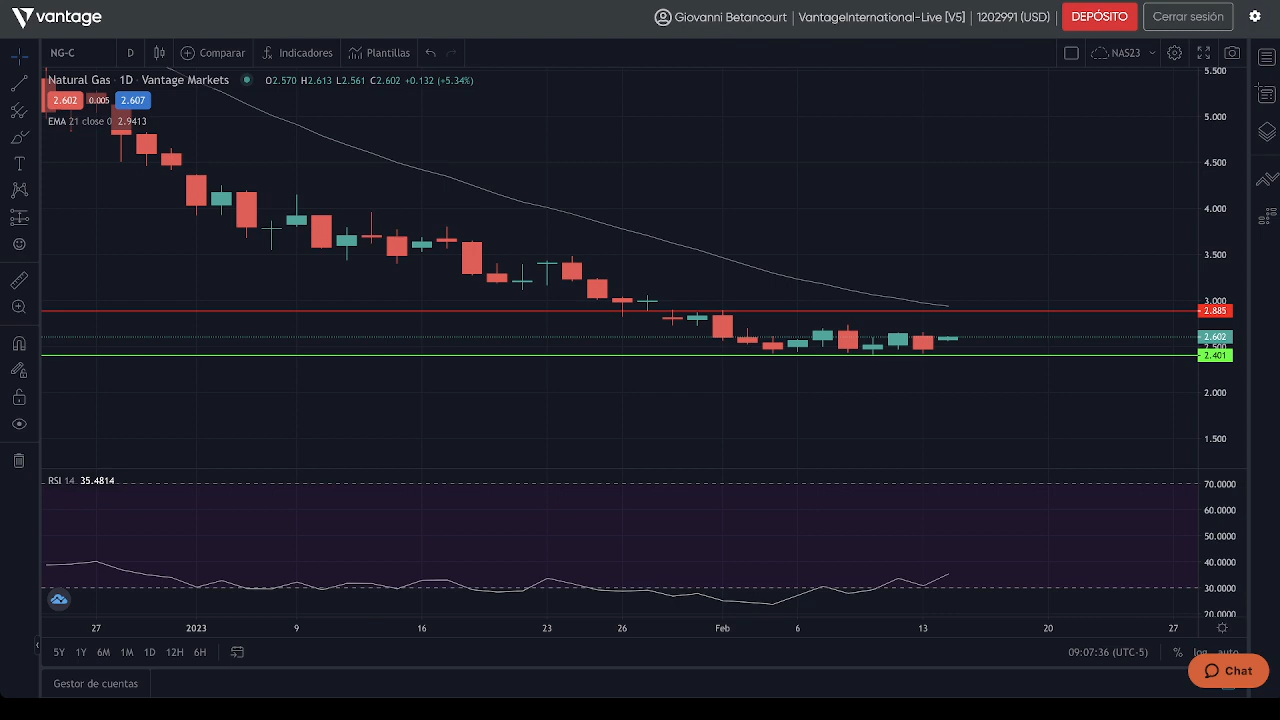 vantage
Giovanni Betancourt | VantageInternational-Live [V5] | 1202991 (USD)
DEPÓSITO
Cerrar sesión
NG-C
D
Comparar
Indicadores
Plantillas
NAS23
Natural Gas · 1D · Vantage Markets
O2.570 H2.613 L2.561 C2.602 +0.132 (+5.34%)
2.602 0.005 2.607
EMA 21 close 0 2.9413
5.500
5.000
4.500
4.000
3.500
3.000
2.885
2.602
2.500
2.401
2.000
1.500
RSI 14 35.4814
70.0000
60.0000
50.0000
40.0000
30.0000
20.0000
27 2023 9 16 23 26 Feb 6 13 20 27
5Y 1Y 6M 1M 1D 12H 6H
09:07:36 (UTC-5)
% log auto
Chat
Gestor de cuentas